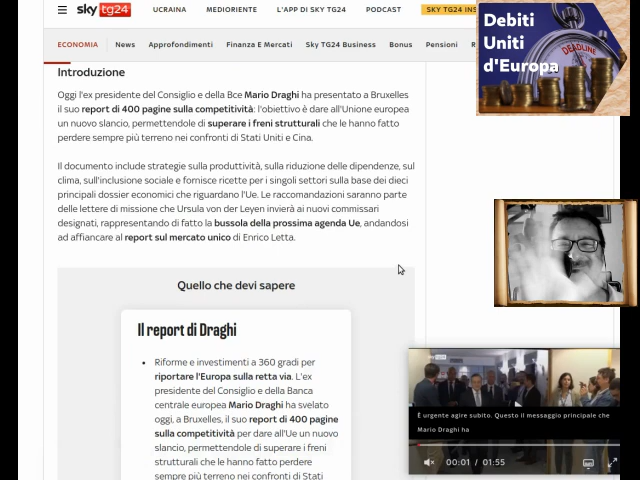 sky tg24
UCRAINA MEDIORIENTE L'APP DI SKY TG24 PODCAST SKY TG24 INS
ECONOMIA News Approfondimenti Finanza E Mercati Sky TG24 Business Bonus Pensioni R
Debiti
Uniti
d'Europa
DEADLINE
Introduzione
Oggi l'ex presidente del Consiglio e della Bce Mario Draghi ha presentato a Bruxelles
il suo report di 400 pagine sulla competitività: l'obiettivo è dare all'Unione europea
un nuovo slancio, permettendole di superare i freni strutturali che le hanno fatto
perdere sempre più terreno nei confronti di Stati Uniti e Cina.
Il documento include strategie sulla produttività, sulla riduzione delle dipendenze, sul
clima, sull'inclusione sociale e fornisce ricette per i singoli settori sulla base dei dieci
principali dossier economici che riguardano l'Ue. Le raccomandazioni saranno parte
delle lettere di missione che Ursula von der Leyen invierà ai nuovi commissari
designati, rappresentando di fatto la bussola della prossima agenda Ue, andandosi
ad affiancare al report sul mercato unico di Enrico Letta.
Quello che devi sapere
Il report di Draghi
• Riforme e investimenti a 360 gradi per
riportare l'Europa sulla retta via. L'ex
presidente del Consiglio e della Banca
centrale europea Mario Draghi ha svelato
oggi, a Bruxelles, il suo report di 400 pagine
sulla competitività per dare all'Ue un nuovo
slancio, permettendole di superare i freni
strutturali che le hanno fatto perdere
sempre più terreno nei confronti di Stati
È urgente agire subito. Questo il messaggio principale che
Mario Draghi ha
00:01 / 01:55